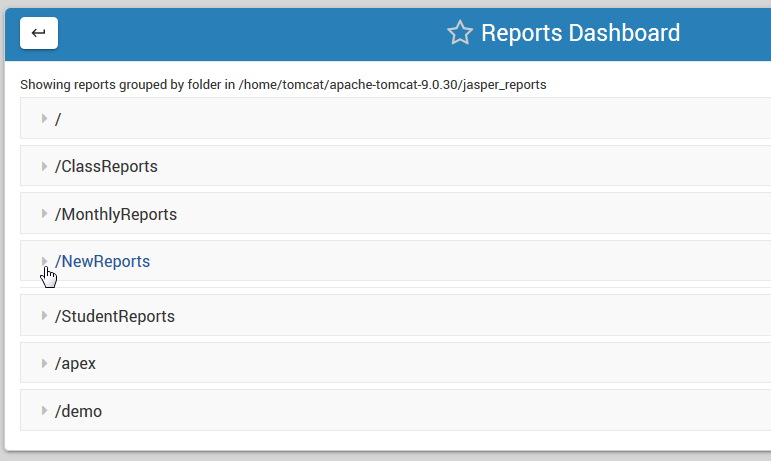 Reports Dashboard
Showing reports grouped by folder in /home/tomcat/apache-tomcat-9.0.30/jasper_reports
/
/ClassReports
/MonthlyReports
/NewReports
/StudentReports
/apex
/demo